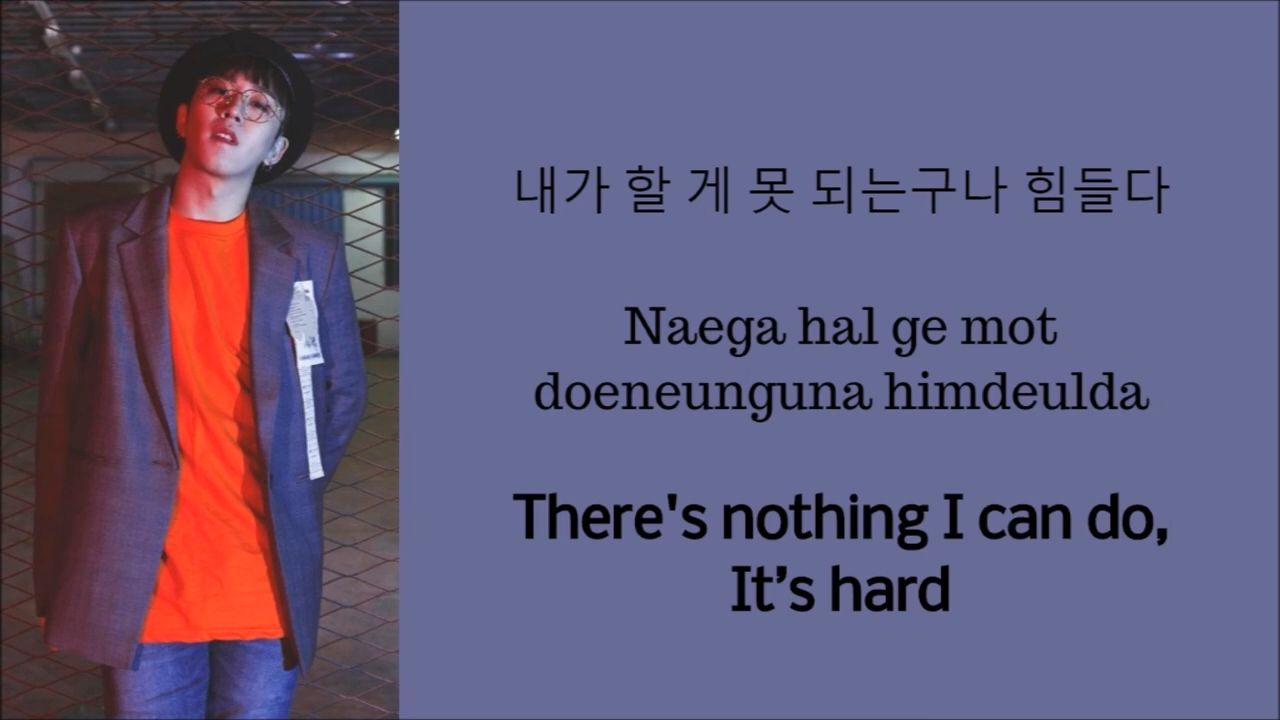 내가 할 게 못 되는구나 힘들다
Naega hal ge mot
doeneunguna himdeulda
There's nothing I can do,
It’s hard